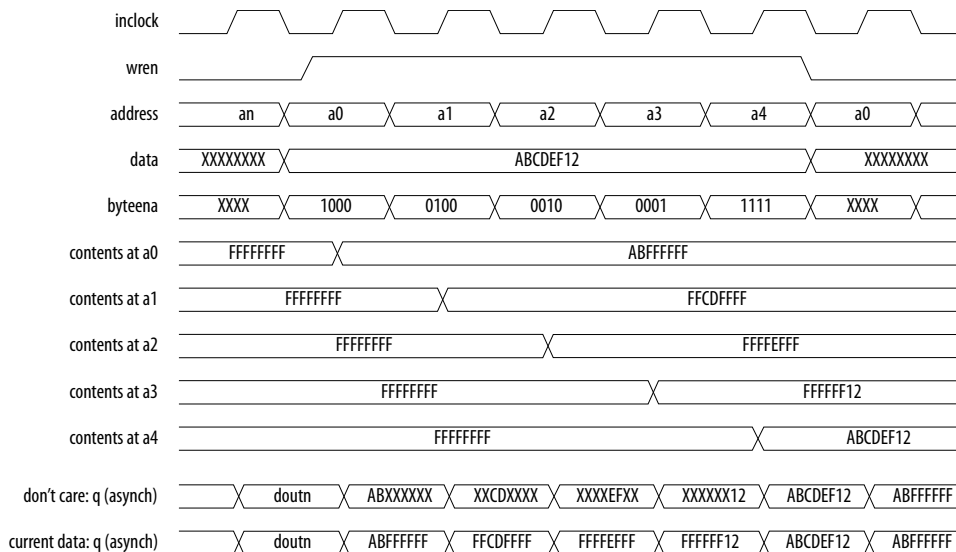 inclock
wren
address an a0 a1 a2 a3 a4 a0
data XXXXXXXX ABCDEF12 XXXXXXXX
byteena XXXX 1000 0100 0010 0001 1111 XXXX
contents at a0 FFFFFFFF ABFFFFFF
contents at a1 FFFFFFFF FFCDFFFF
contents at a2 FFFFFFFF FFFFEFFF
contents at a3 FFFFFFFF FFFFFF12
contents at a4 FFFFFFFF ABCDEF12
don't care: q (asynch) doutn ABXXXXXX XXCDXXXX XXXXEFXX XXXXXX12 ABCDEF12 ABFFFFFF
current data: q (asynch) doutn ABFFFFFF FFCDFFFF FFFFEFFF FFFFFF12 ABCDEF12 ABFFFFFF